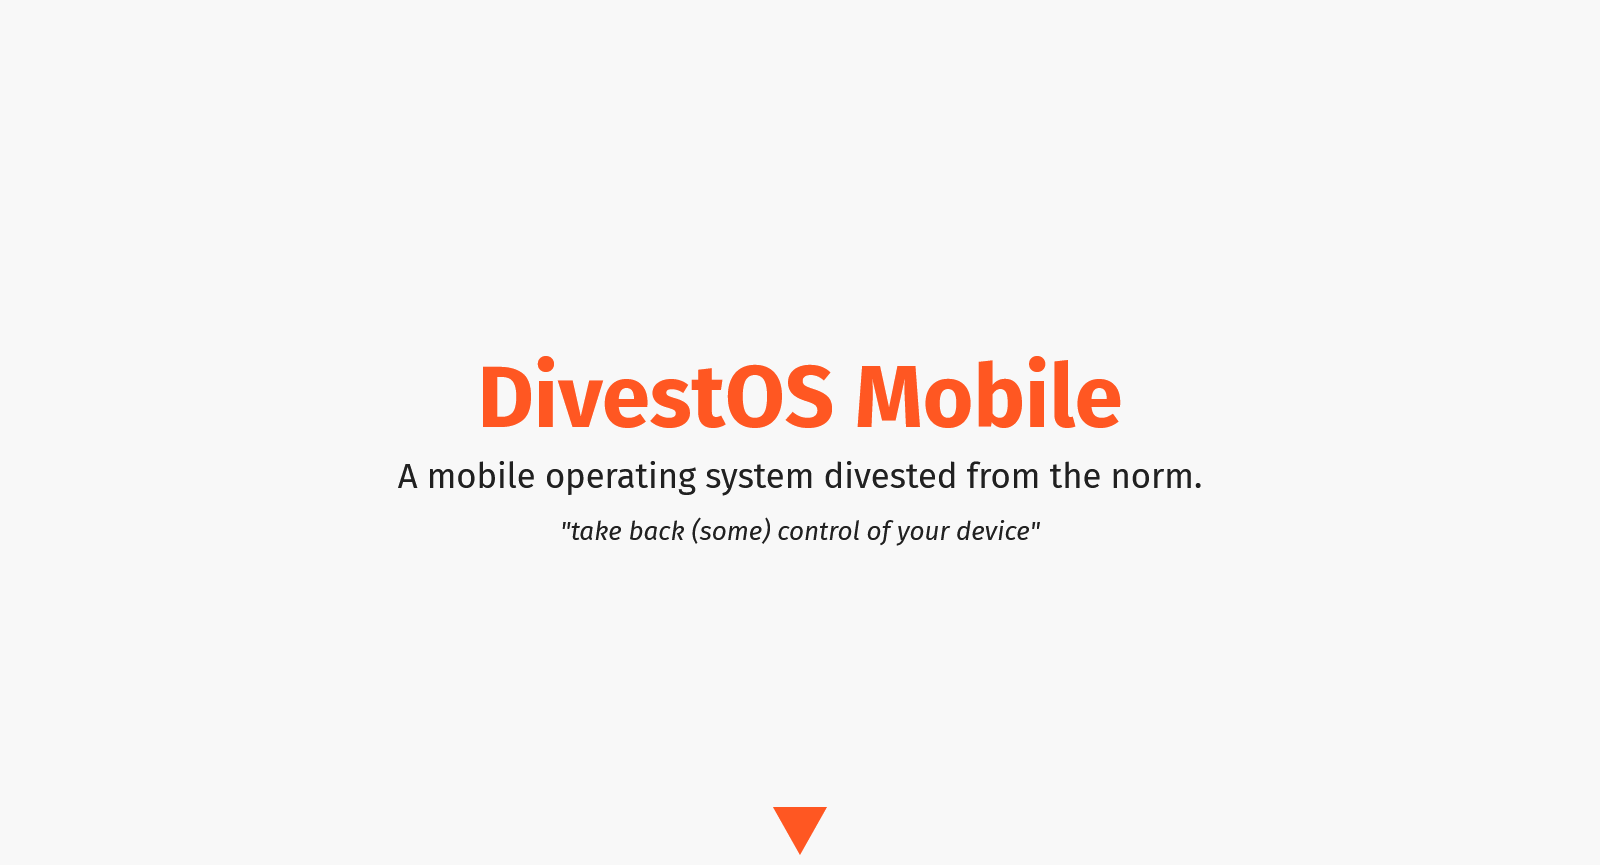 DivestOS Mobile
A mobile operating system divested from the norm.
"take back (some) control of your device"